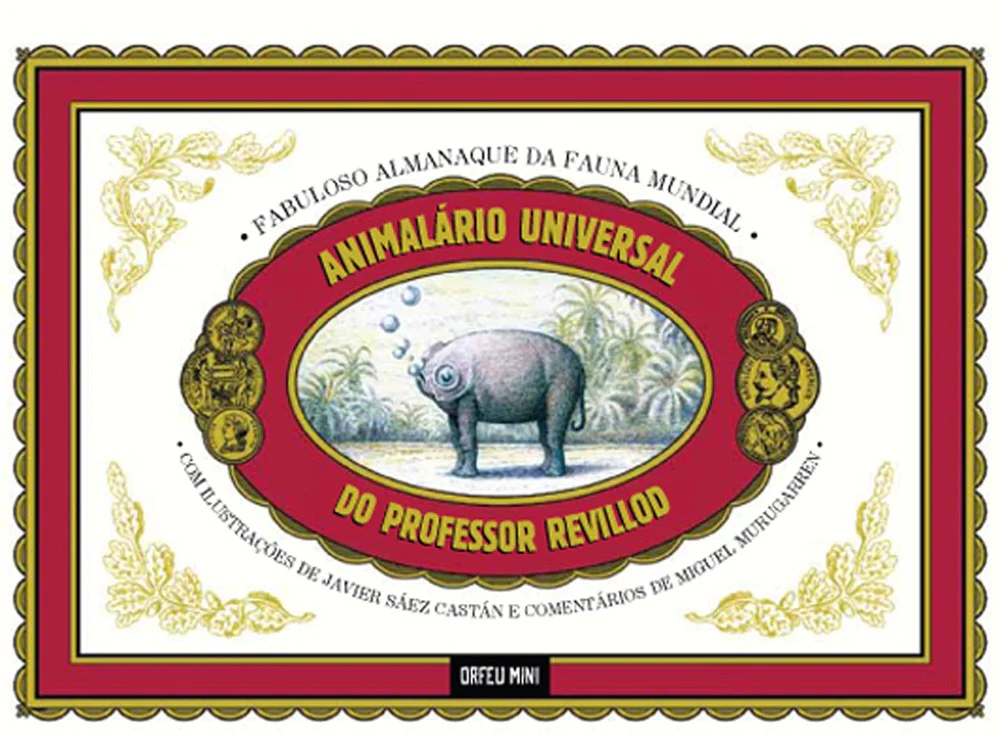 • FABULOSO ALMANAQUE DA FAUNA MUNDIAL •
ANIMALÁRIO UNIVERSAL
DO PROFESSOR REVILLOD
• COM ILUSTRAÇÕES DE JAVIER SÁEZ CASTÁN E COMENTÁRIOS DE MIGUEL MURUGARREN •
ORFEU MINI